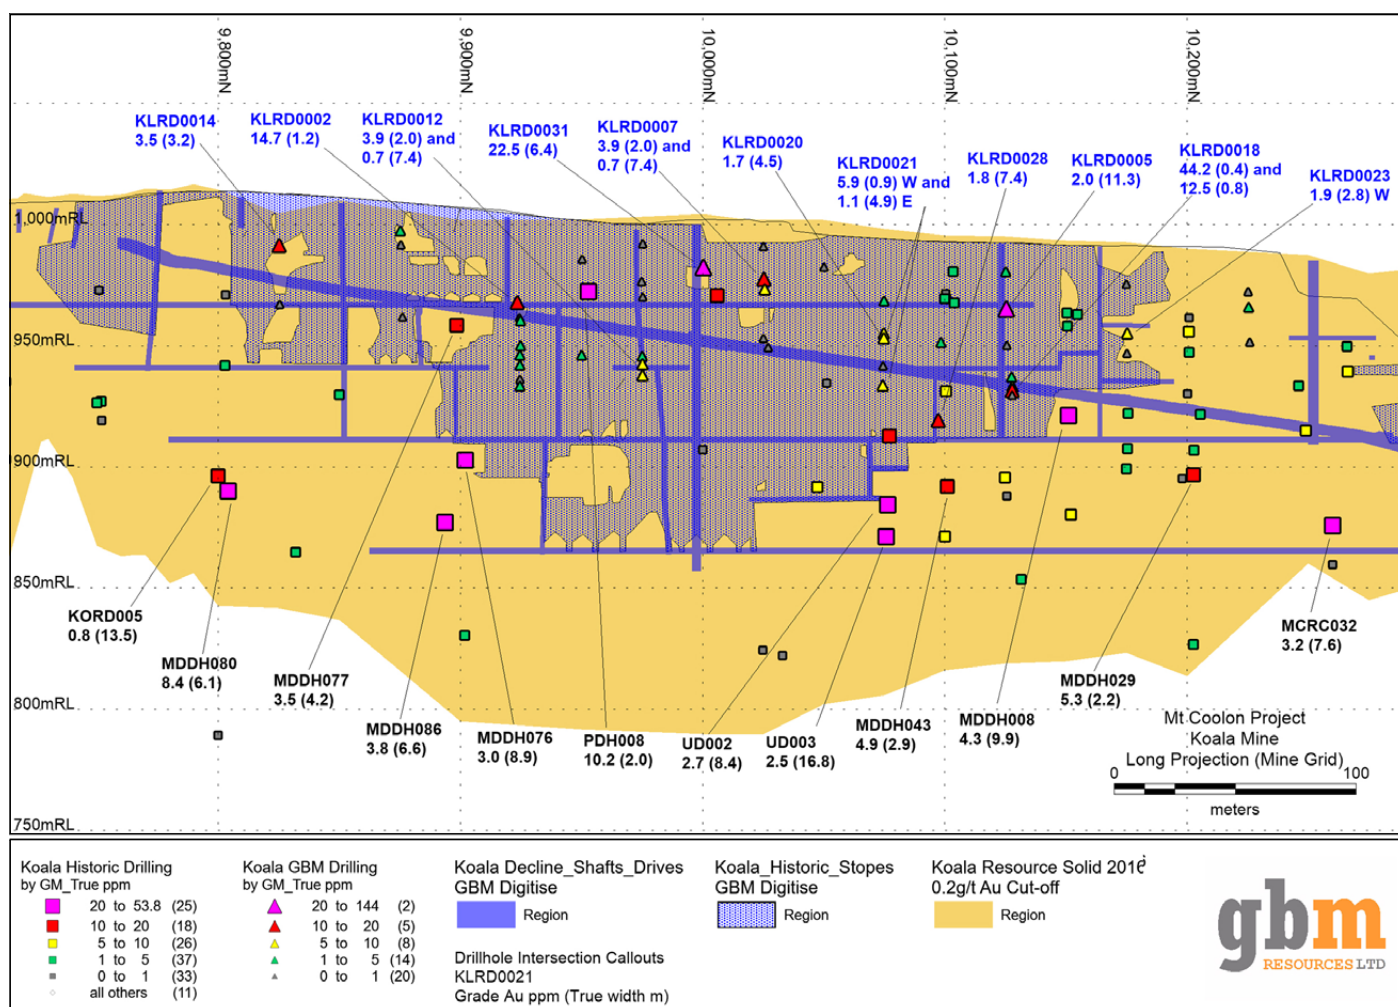 9,800mN
9,900mN
10,000mN
10,100mN
10,200mN
KLRD0014
3.5 (3.2)
KLRD0002
14.7 (1.2)
KLRD0012
3.9 (2.0) and
0.7 (7.4)
KLRD0031
22.5 (6.4)
KLRD0007
3.9 (2.0) and
0.7 (7.4)
KLRD0020
1.7 (4.5)
KLRD0021
5.9 (0.9) W and
1.1 (4.9) E
KLRD0028
1.8 (7.4)
KLRD0005
2.0 (11.3)
KLRD0018
44.2 (0.4) and
12.5 (0.8)
KLRD0023
1.9 (2.8) W
1,000mRL
950mRL
900mRL
850mRL
800mRL
750mRL
KORD005
0.8 (13.5)
MDDH080
8.4 (6.1)
MDDH077
3.5 (4.2)
MDDH086
3.8 (6.6)
MDDH076
3.0 (8.9)
PDH008
10.2 (2.0)
UD002
2.7 (8.4)
UD003
2.5 (16.8)
MDDH043
4.9 (2.9)
MDDH008
4.3 (9.9)
MDDH029
5.3 (2.2)
MCRC032
3.2 (7.6)
Mt Coolon Project
Koala Mine
Long Projection (Mine Grid)
0 100
meters
Koala Historic Drilling
by GM_True ppm
20 to 53.8 (25)
10 to 20 (18)
5 to 10 (26)
1 to 5 (37)
0 to 1 (33)
all others (11)
Koala GBM Drilling
by GM_True ppm
20 to 144 (2)
10 to 20 (5)
5 to 10 (8)
1 to 5 (14)
0 to 1 (20)
Koala Decline_Shafts_Drives
GBM Digitise
Region
Drillhole Intersection Callouts
KLRD0021
Grade Au ppm (True width m)
Koala_Historic_Stopes
GBM Digitise
Region
Koala Resource Solid 2016
0.2g/t Au Cut-off
Region
gbm
RESOURCES LTD